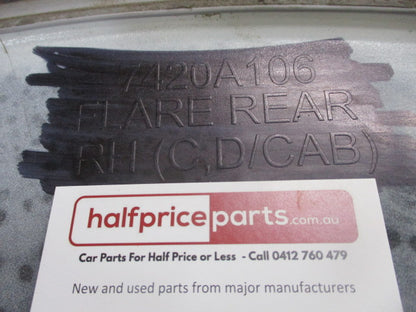 7420A106
FLARE REAR
RH (C,D/CAB)
halfpriceparts.com.au
Car Parts For Half Price or Less - Call 0412 760 479
New and used parts from major manufacturers